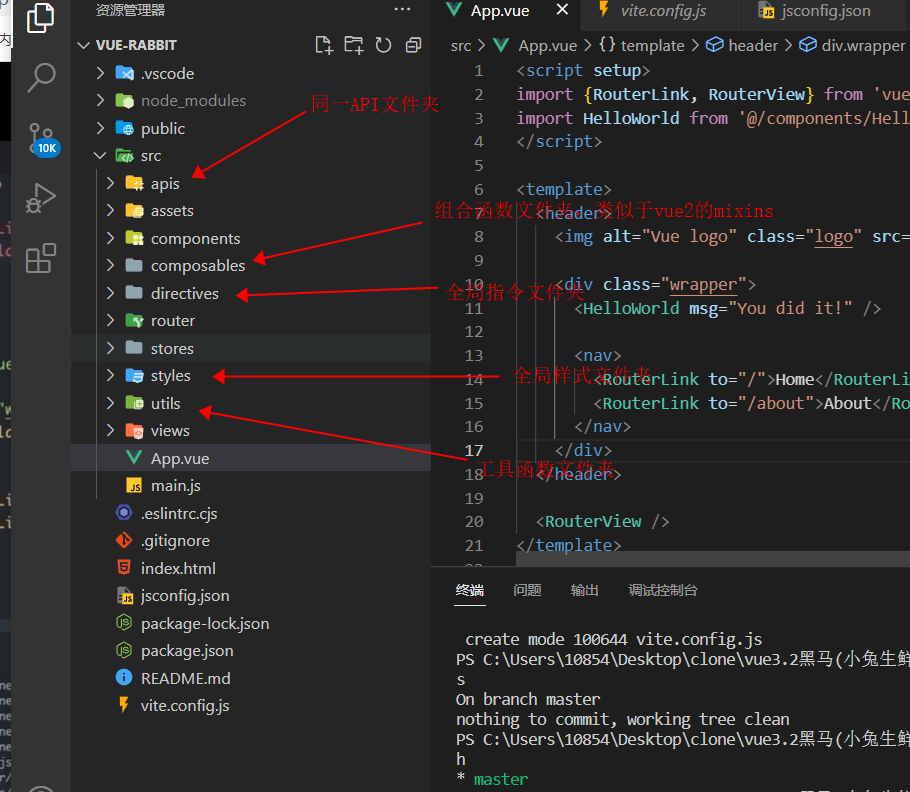 资源管理器 ···
VUE-RABBIT
.vscode
node_modules
public
src
apis
assets
components
composables
directives
router
stores
styles
utils
views
App.vue
main.js
.eslintrc.cjs
.gitignore
index.html
jsconfig.json
package-lock.json
package.json
README.md
vite.config.js
10K
同一API文件夹
组合函数文件夹，类似于vue2的mixins
全局指令文件夹
全局样式文件夹
工具函数文件夹
App.vue vite.config.js jsconfig.json
src > App.vue > {} template > header > div.wrapper
1 <script setup>
2 import {RouterLink, RouterView} from 'vue
3 import HelloWorld from '@/components/Hell
4 </script>
5
6 <template>
7 <header>
8 <img alt="Vue logo" class="logo" src=
9
10 <div class="wrapper">
11 <HelloWorld msg="You did it!" />
12
13 <nav>
14 <RouterLink to="/">Home</RouterLi
15 <RouterLink to="/about">About</Ro
16 </nav>
17 </div>
18 </header>
19
20 <RouterView />
21 </template>
终端 问题 输出 调试控制台
create mode 100644 vite.config.js
PS C:\Users\10854\Desktop\clone\vue3.2黑马(小兔生鲜
s
On branch master
nothing to commit, working tree clean
PS C:\Users\10854\Desktop\clone\vue3.2黑马(小兔生鲜
h
* master